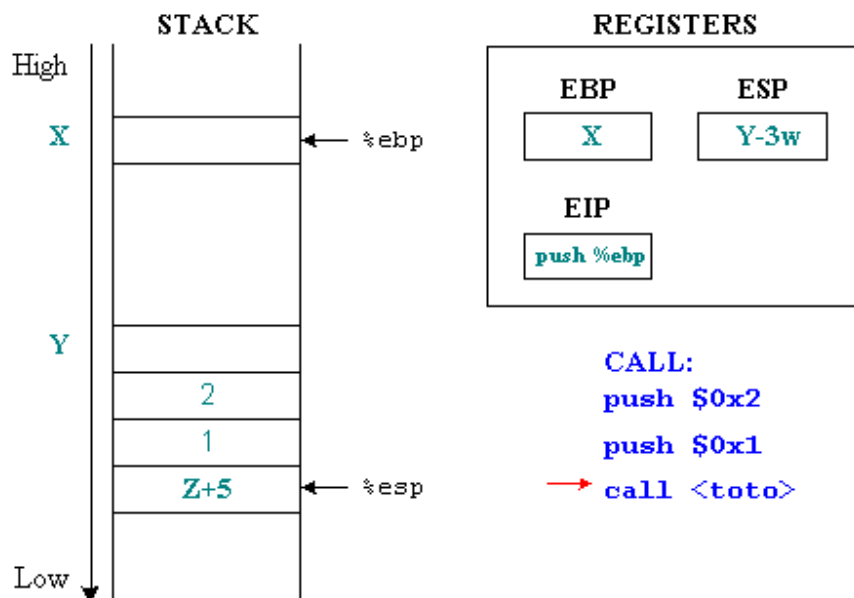 STACK
High
X
%ebp
Y
2
1
Z+5
%esp
Low
REGISTERS
EBP
ESP
X
Y-3w
EIP
push %ebp
CALL:
push $0x2
push $0x1
call <toto>